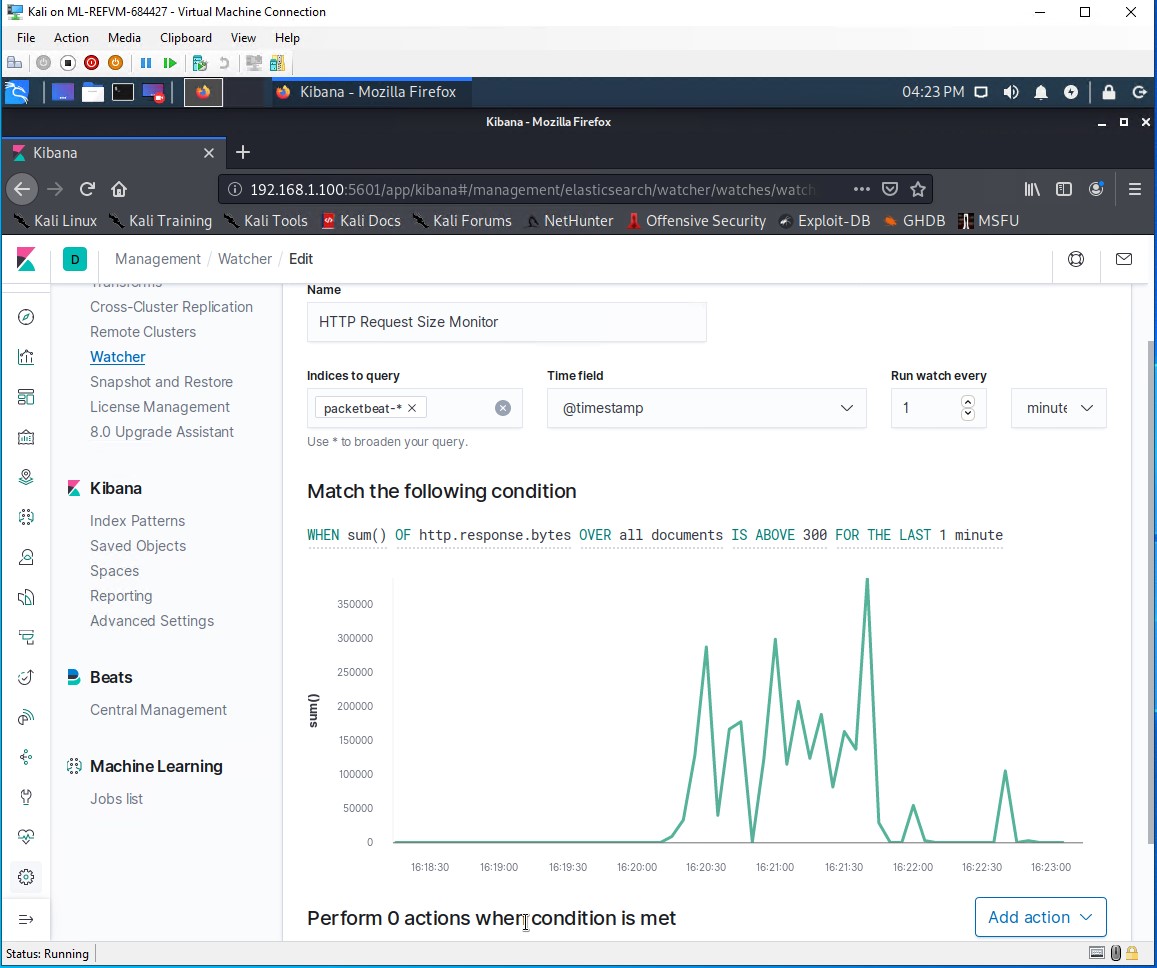 Kali on ML-REFVM-684427 - Virtual Machine Connection
File Action Media Clipboard View Help
Kibana - Mozilla Firefox 04:23 PM
Kibana - Mozilla Firefox
Kibana
192.168.1.100:5601/app/kibana#/management/elasticsearch/watcher/watches/watch
Kali Linux Kali Training Kali Tools Kali Docs Kali Forums NetHunter Offensive Security Exploit-DB GHDB MSFU
D Management / Watcher / Edit
Transforms
Cross-Cluster Replication
Remote Clusters
Watcher
Snapshot and Restore
License Management
8.0 Upgrade Assistant
Kibana
Index Patterns
Saved Objects
Spaces
Reporting
Advanced Settings
Beats
Central Management
Machine Learning
Jobs list
Name
HTTP Request Size Monitor
Indices to query Time field Run watch every
packetbeat-* @timestamp 1 minute
Use * to broaden your query.
Match the following condition
WHEN sum() OF http.response.bytes OVER all documents IS ABOVE 300 FOR THE LAST 1 minute
350000
300000
250000
200000
150000
100000
50000
0
sum()
16:18:30 16:19:00 16:19:30 16:20:00 16:20:30 16:21:00 16:21:30 16:22:00 16:22:30 16:23:00
Perform 0 actions when condition is met Add action
Status: Running